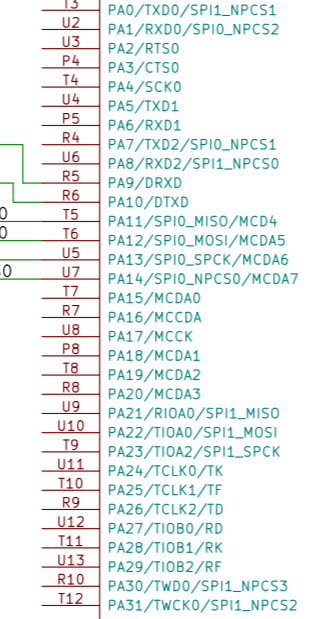 T3 PA0/TXD0/SPI1_NPCS1
U2 PA1/RXD0/SPI0_NPCS2
U3 PA2/RTS0
P4 PA3/CTS0
T4 PA4/SCK0
U4 PA5/TXD1
P5 PA6/RXD1
R4 PA7/TXD2/SPI0_NPCS1
U6 PA8/RXD2/SPI1_NPCS0
R5 PA9/DRXD
R6 PA10/DTXD
0 T5 PA11/SPI0_MISO/MCD4
0 T6 PA12/SPI0_MOSI/MCDA5
U5 PA13/SPI0_SPCK/MCDA6
0 U7 PA14/SPI0_NPCS0/MCDA7
T7 PA15/MCDA0
R7 PA16/MCCDA
U8 PA17/MCCK
P8 PA18/MCDA1
T8 PA19/MCDA2
R8 PA20/MCDA3
U9 PA21/RIOA0/SPI1_MISO
U10 PA22/TIOA0/SPI1_MOSI
T9 PA23/TIOA2/SPI1_SPCK
U11 PA24/TCLK0/TK
T10 PA25/TCLK1/TF
R9 PA26/TCLK2/TD
U12 PA27/TIOB0/RD
T11 PA28/TIOB1/RK
U13 PA29/TIOB2/RF
R10 PA30/TWD0/SPI1_NPCS3
T12 PA31/TWCK0/SPI1_NPCS2